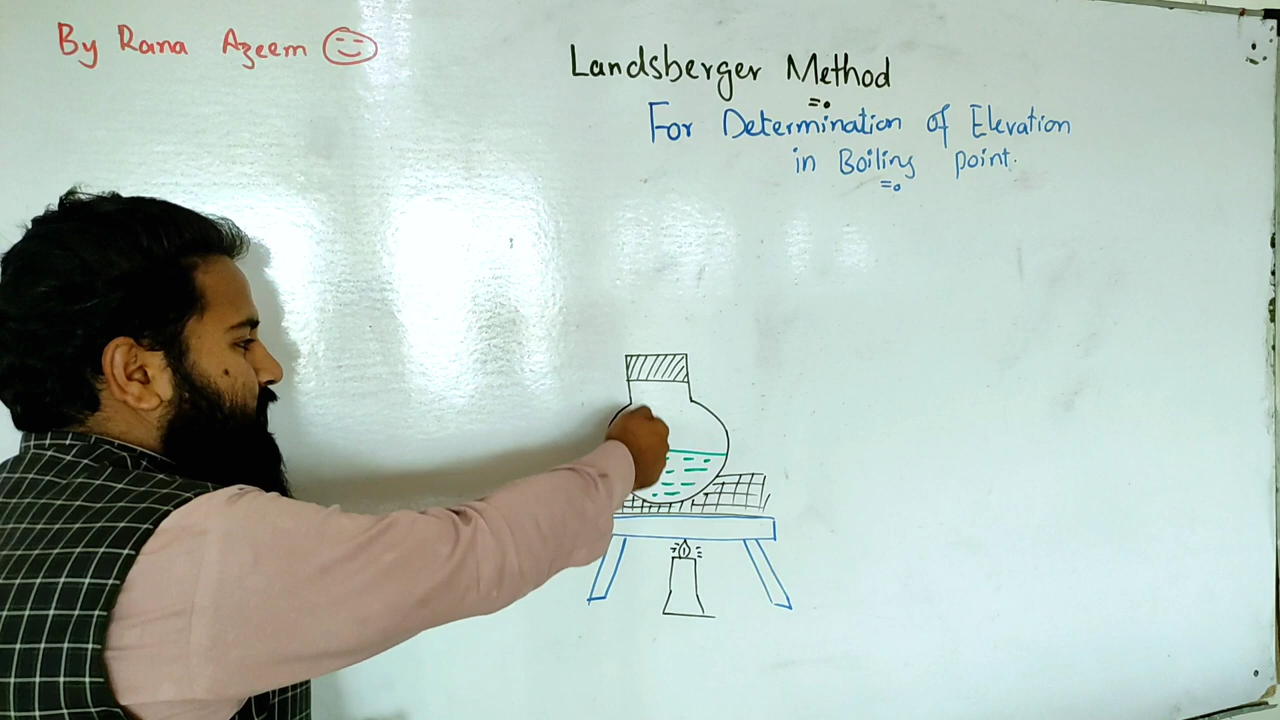 By Rana Azeem
Landsberger Method
For Determination of Elevation
in Boiling point.